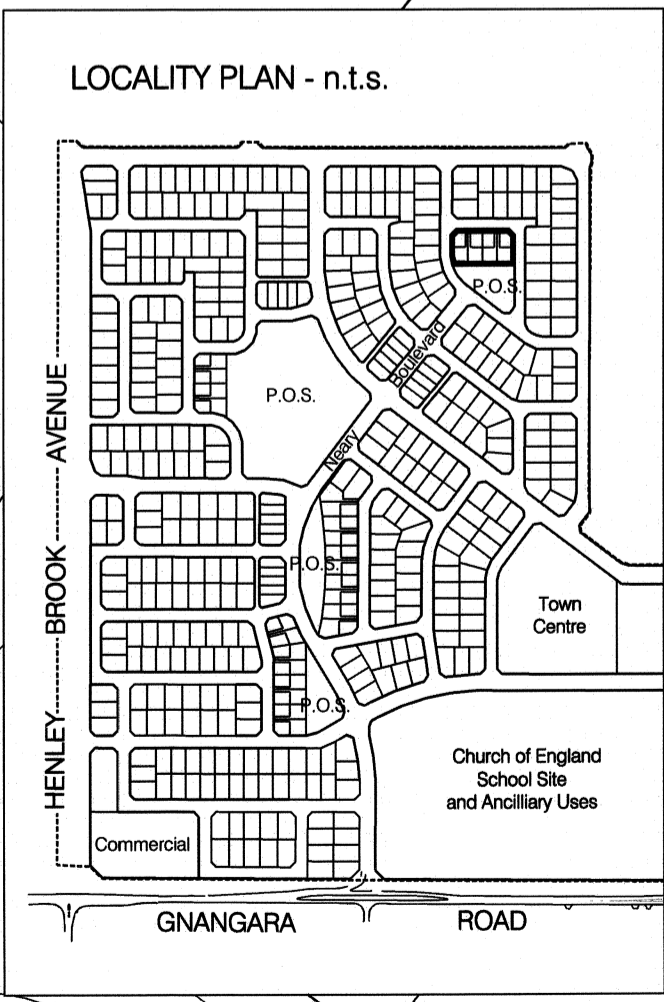 LOCALITY PLAN - n.t.s.
P.O.S.
Boulevard
P.O.S.
Neary
HENLEY BROOK AVENUE
P.O.S.
Town
Centre
P.O.S.
Church of England
School Site
and Ancilliary Uses
Commercial
GNANGARA ROAD